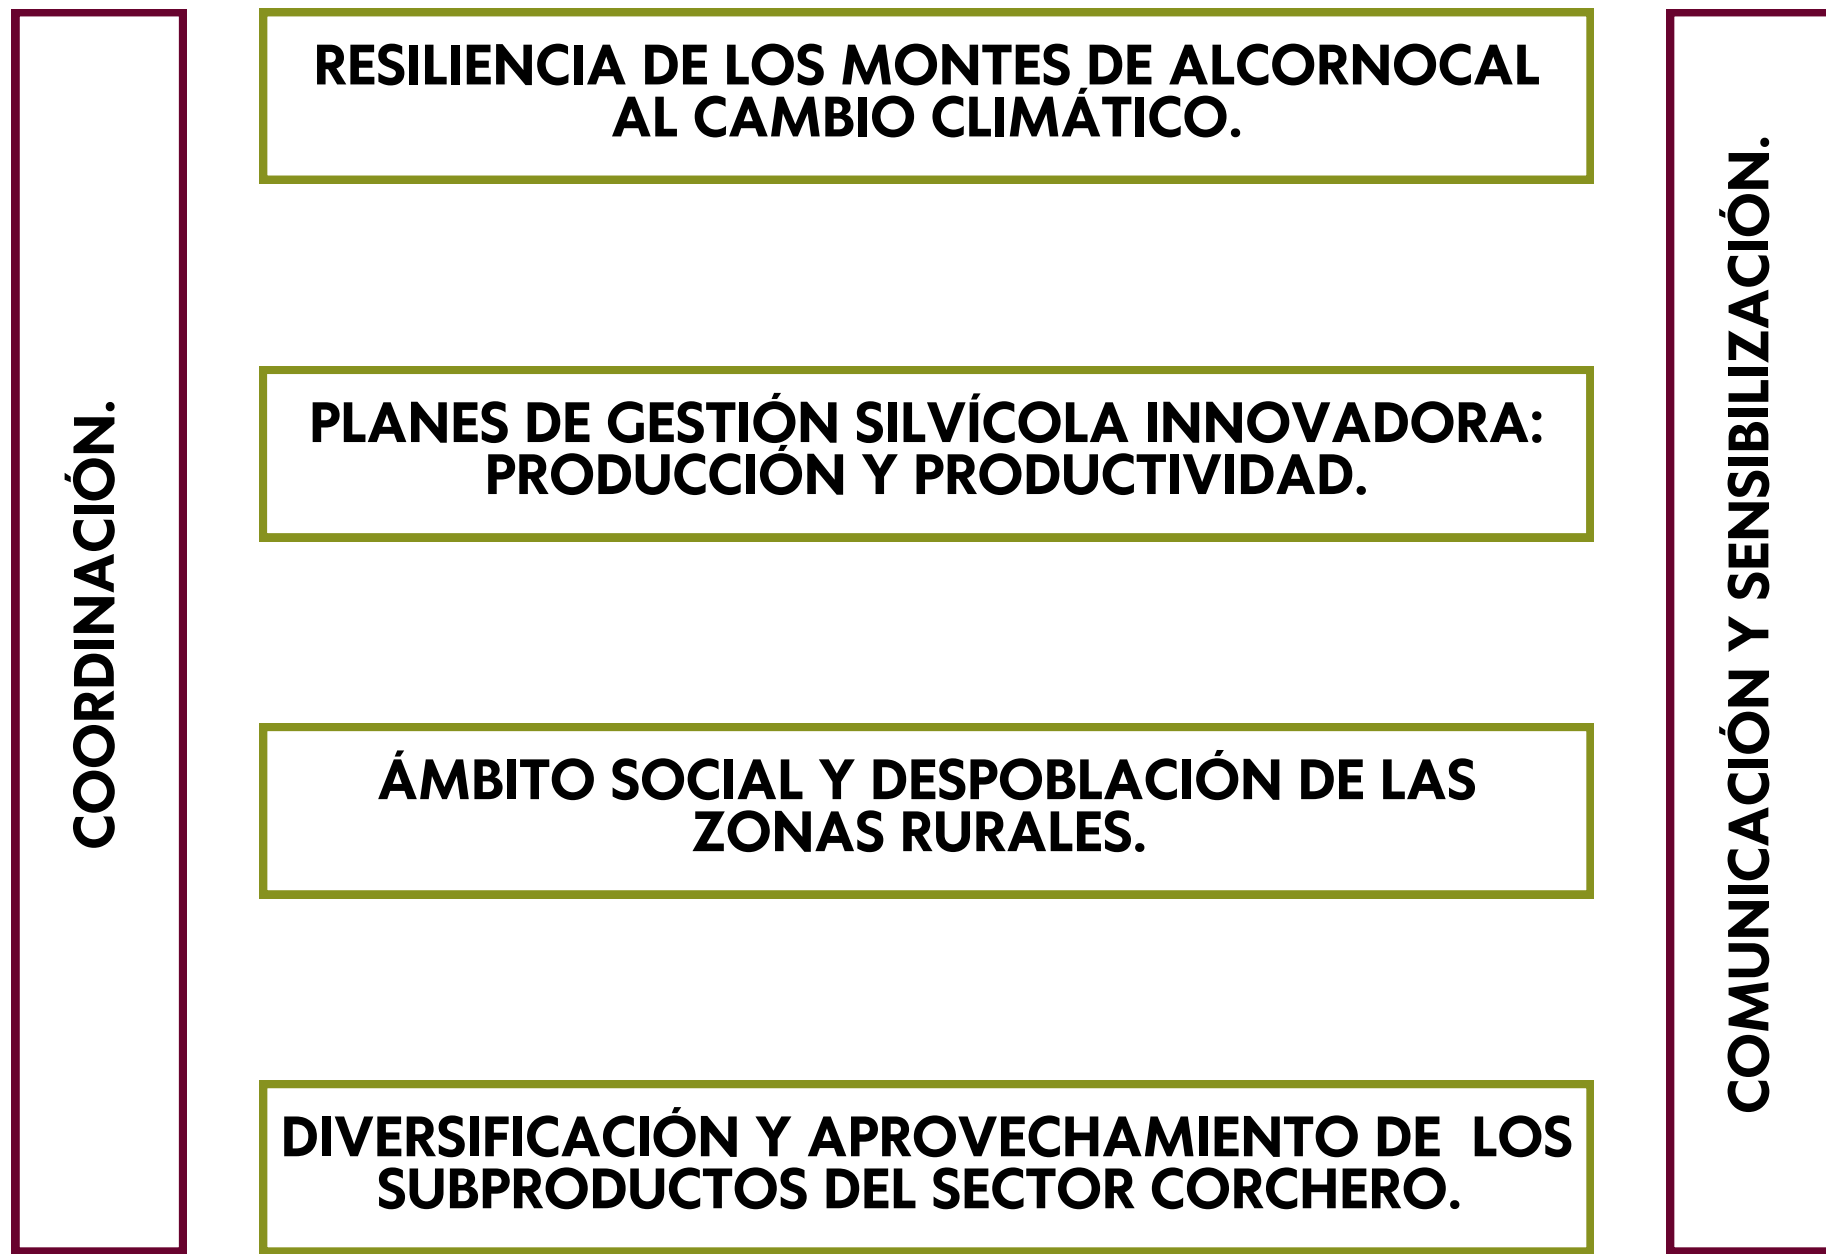 COORDINACIÓN.
RESILIENCIA DE LOS MONTES DE ALCORNOCAL
AL CAMBIO CLIMÁTICO.
PLANES DE GESTIÓN SILVÍCOLA INNOVADORA:
PRODUCCIÓN Y PRODUCTIVIDAD.
ÁMBITO SOCIAL Y DESPOBLACIÓN DE LAS
ZONAS RURALES.
DIVERSIFICACIÓN Y APROVECHAMIENTO DE  LOS
SUBPRODUCTOS DEL SECTOR CORCHERO.
COMUNICACIÓN Y SENSIBILIZACIÓN.